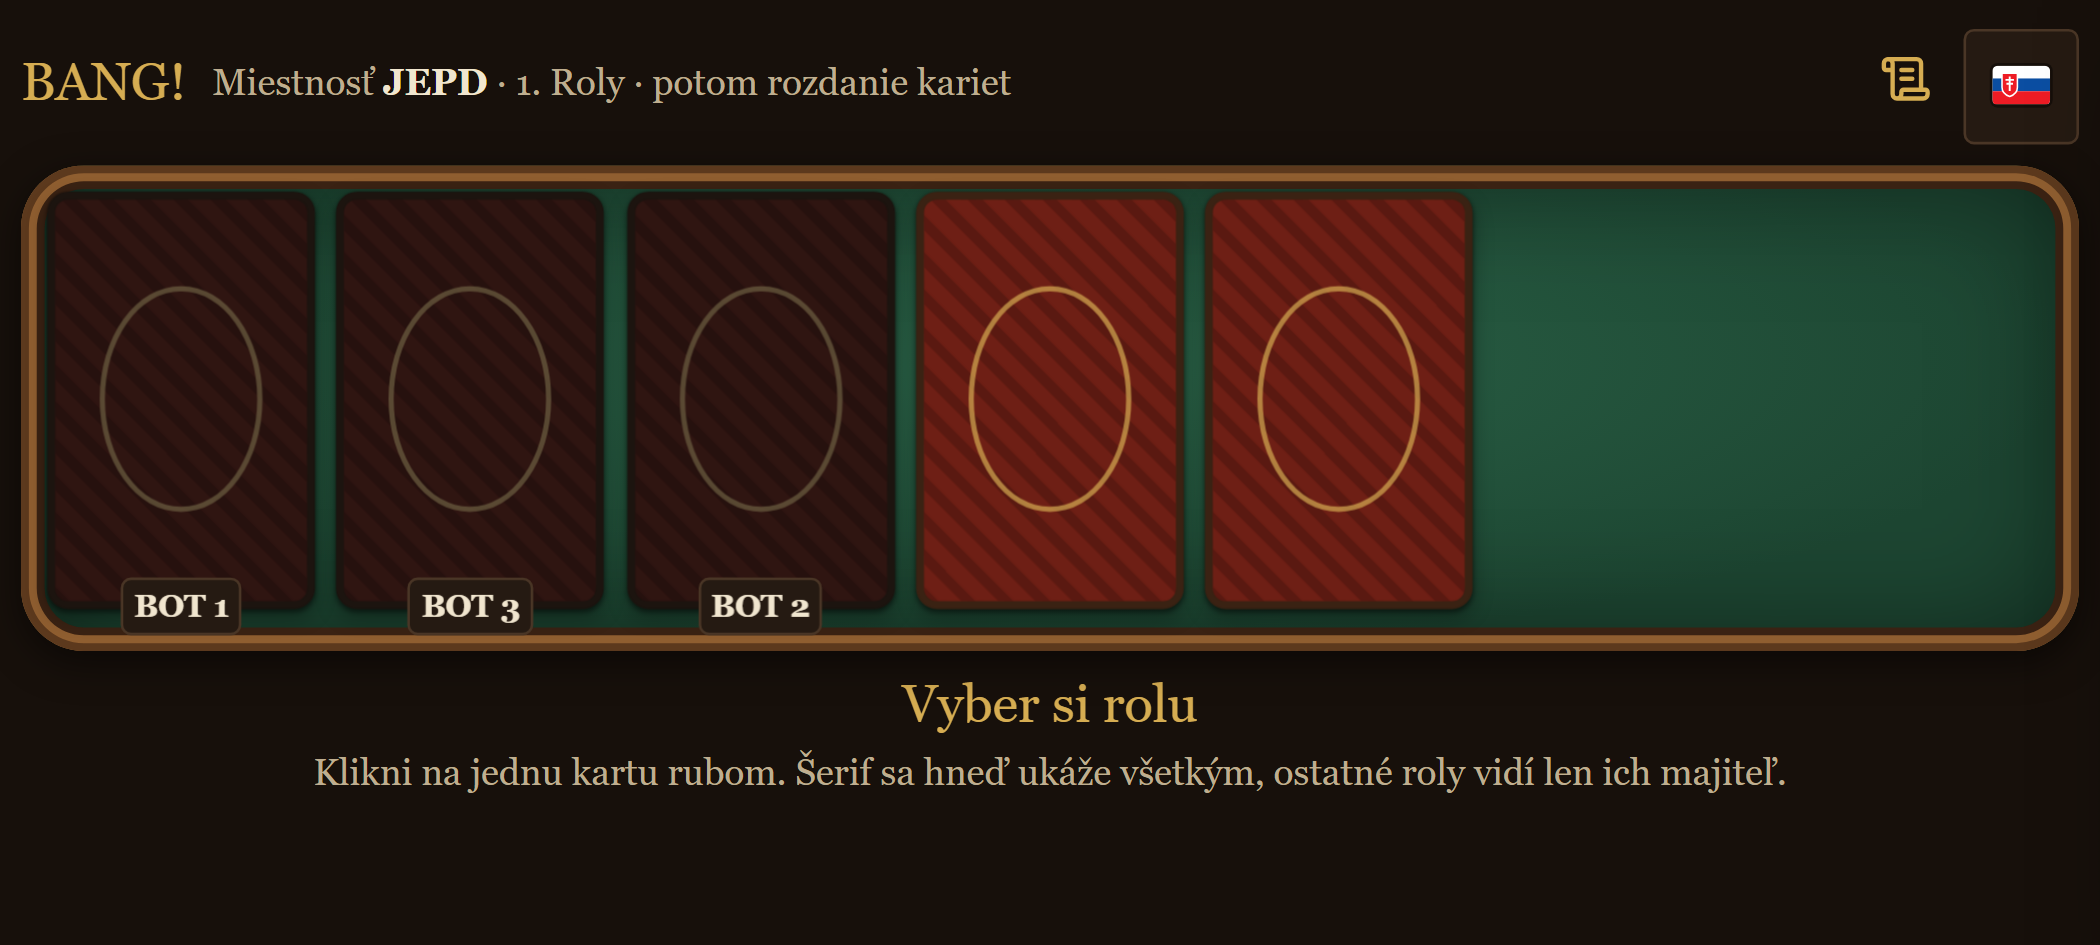 BANG! Miestnosť JEPD · 1. Roly · potom rozdanie kariet
BOT 1 BOT 3 BOT 2
Vyber si rolu
Klikni na jednu kartu rubom. Šerif sa hneď ukáže všetkým, ostatné roly vidí len ich majiteľ.